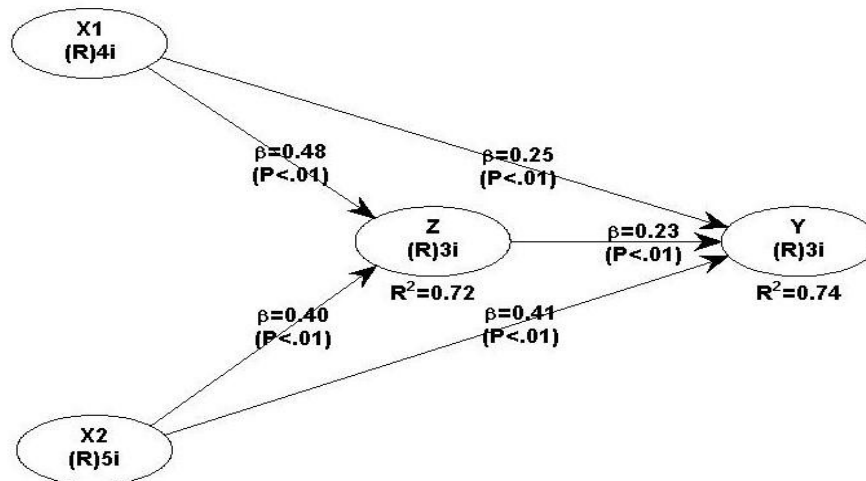 X1
(R)4i
β=0.48
(P<.01)
β=0.25
(P<.01)
Z
(R)3i
R²=0.72
β=0.23
(P<.01)
Y
(R)3i
R²=0.74
β=0.40
(P<.01)
β=0.41
(P<.01)
X2
(R)5i